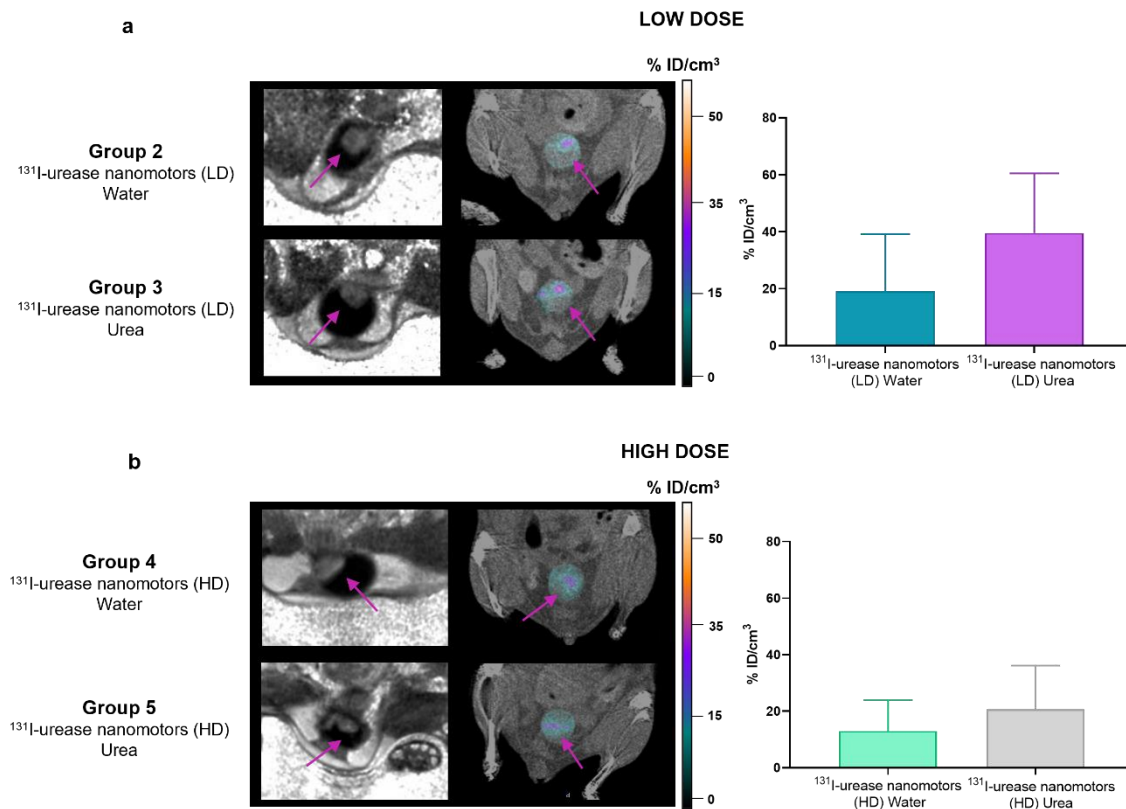 a
LOW DOSE
% ID/cm³
Group 2
¹³¹I-urease nanomotors (LD)
Water
Group 3
¹³¹I-urease nanomotors (LD)
Urea
50
35
15
0
% ID/cm³
80
60
40
20
0
¹³¹I-urease nanomotors
(LD) Water
¹³¹I-urease nanomotors
(LD) Urea
b
HIGH DOSE
% ID/cm³
Group 4
¹³¹I-urease nanomotors (HD)
Water
Group 5
¹³¹I-urease nanomotors (HD)
Urea
50
35
15
0
% ID/cm³
80
60
40
20
0
¹³¹I-urease nanomotors
(HD) Water
¹³¹I-urease nanomotors
(HD) Urea